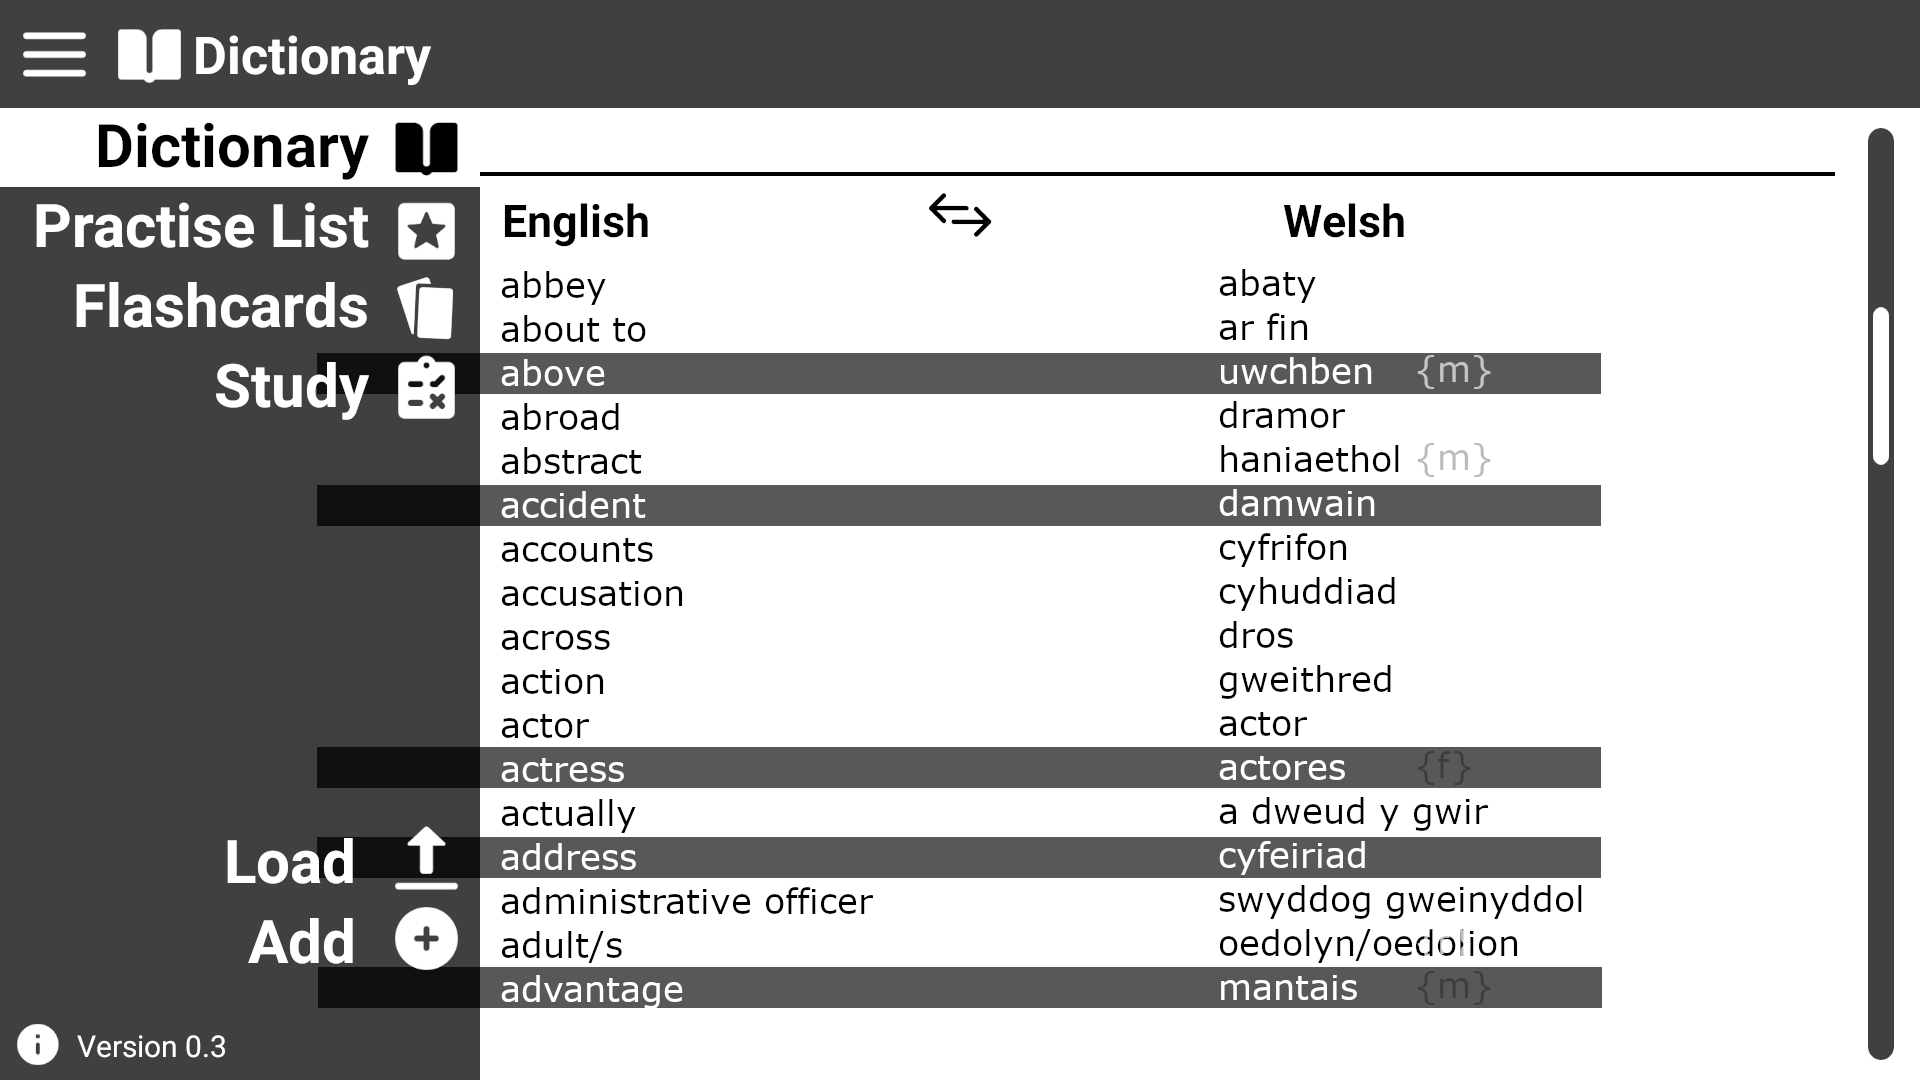 Dictionary
Dictionary
Practise List
Flashcards
Study
Load
Add
Version 0.3
English Welsh
abbey abaty
about to ar fin
above uwchben {m}
abroad dramor
abstract haniaethol {m}
accident damwain
accounts cyfrifon
accusation cyhuddiad
across dros
action gweithred
actor actor
actress actores {f}
actually a dweud y gwir
address cyfeiriad
administrative officer swyddog gweinyddol
adult/s oedolyn/oedolion
advantage mantais {m}